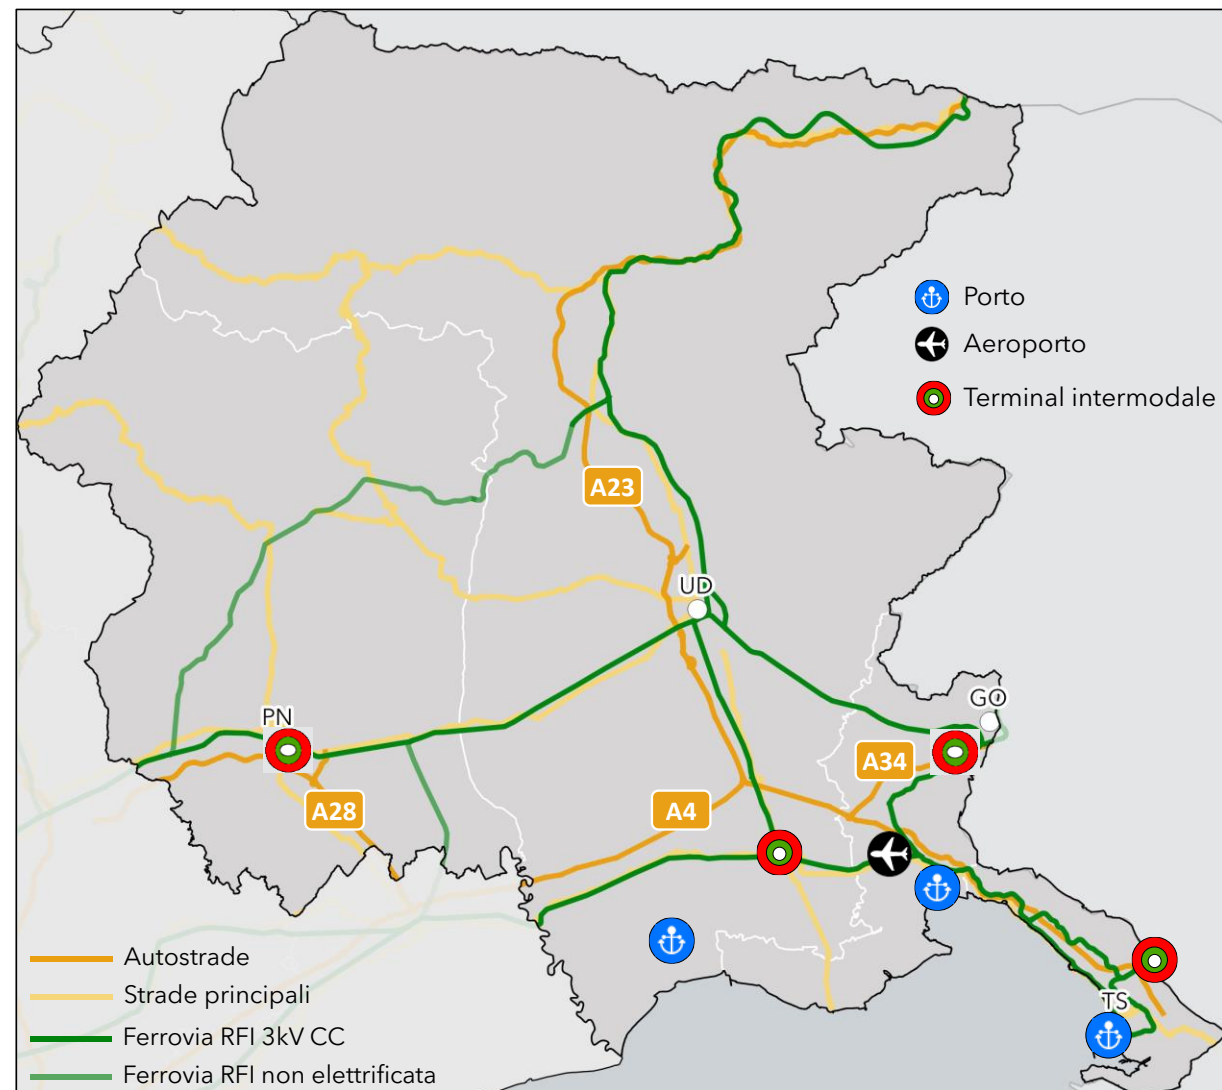 Porto
Aeroporto
Terminal intermodale
A23
UD
GO
PN
A34
A28
A4
TS
Autostrade
Strade principali
Ferrovia RFI 3kV CC
Ferrovia RFI non elettrificata